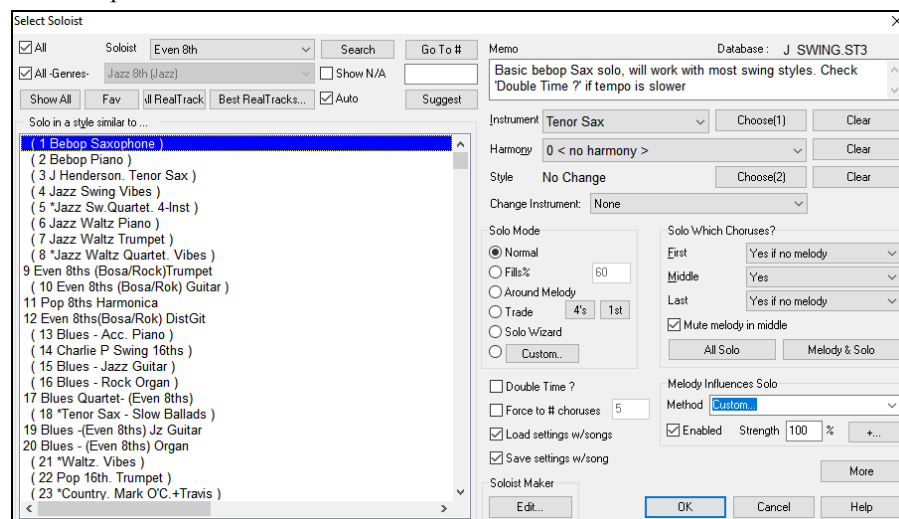 Select Soloist
All Soloist Even 8th Search Go To #
All -Genres- Jazz 8th (Jazz) Show N/A
Show All Fav All RealTrack Best RealTracks... Auto Suggest
Solo in a style similar to ...
( 1 Bebop Saxophone )
( 2 Bebop Piano )
( 3 J Henderson. Tenor Sax )
( 4 Jazz Swing Vibes )
( 5 *Jazz Sw.Quartet. 4-Inst )
( 6 Jazz Waltz Piano )
( 7 Jazz Waltz Trumpet )
( 8 *Jazz Waltz Quartet. Vibes )
9 Even 8ths (Bosa/Rock)Trumpet
( 10 Even 8ths (Bosa/Rok) Guitar )
11 Pop 8ths Harmonica
12 Even 8ths(Bosa/Rok) DistGit
( 13 Blues - Acc. Piano )
( 14 Charlie P Swing 16ths )
( 15 Blues - Jazz Guitar )
( 16 Blues - Rock Organ )
17 Blues Quartet- (Even 8ths)
( 18 *Tenor Sax - Slow Ballads )
19 Blues -(Even 8ths) Jz Guitar
20 Blues - (Even 8ths) Organ
( 21 *Waltz. Vibes )
( 22 Pop 16th. Trumpet )
( 23 *Country. Mark O'C.+Travis )
Memo Database : J SWING.ST3
Basic bebop Sax solo, will work with most swing styles. Check
'Double Time ?' if tempo is
slower
Instrument Tenor Sax Choose(1) Clear
Harmony 0 < no harmony > Clear
Style No Change Choose(2) Clear
Change Instrument: None
Solo Mode
Normal
Fills% 60
Around Melody
Trade 4's 1st
Solo Wizard
Custom..
Solo Which Choruses?
First Yes if no melody
Middle Yes
Last Yes if no melody
Mute melody in middle
All Solo Melody & Solo
Double Time ?
Force to # choruses 5
Load settings w/songs
Save settings w/song
Melody Influences Solo
Method Custom...
Enabled Strength 100 % +...
Soloist Maker
Edit...
More
OK Cancel Help